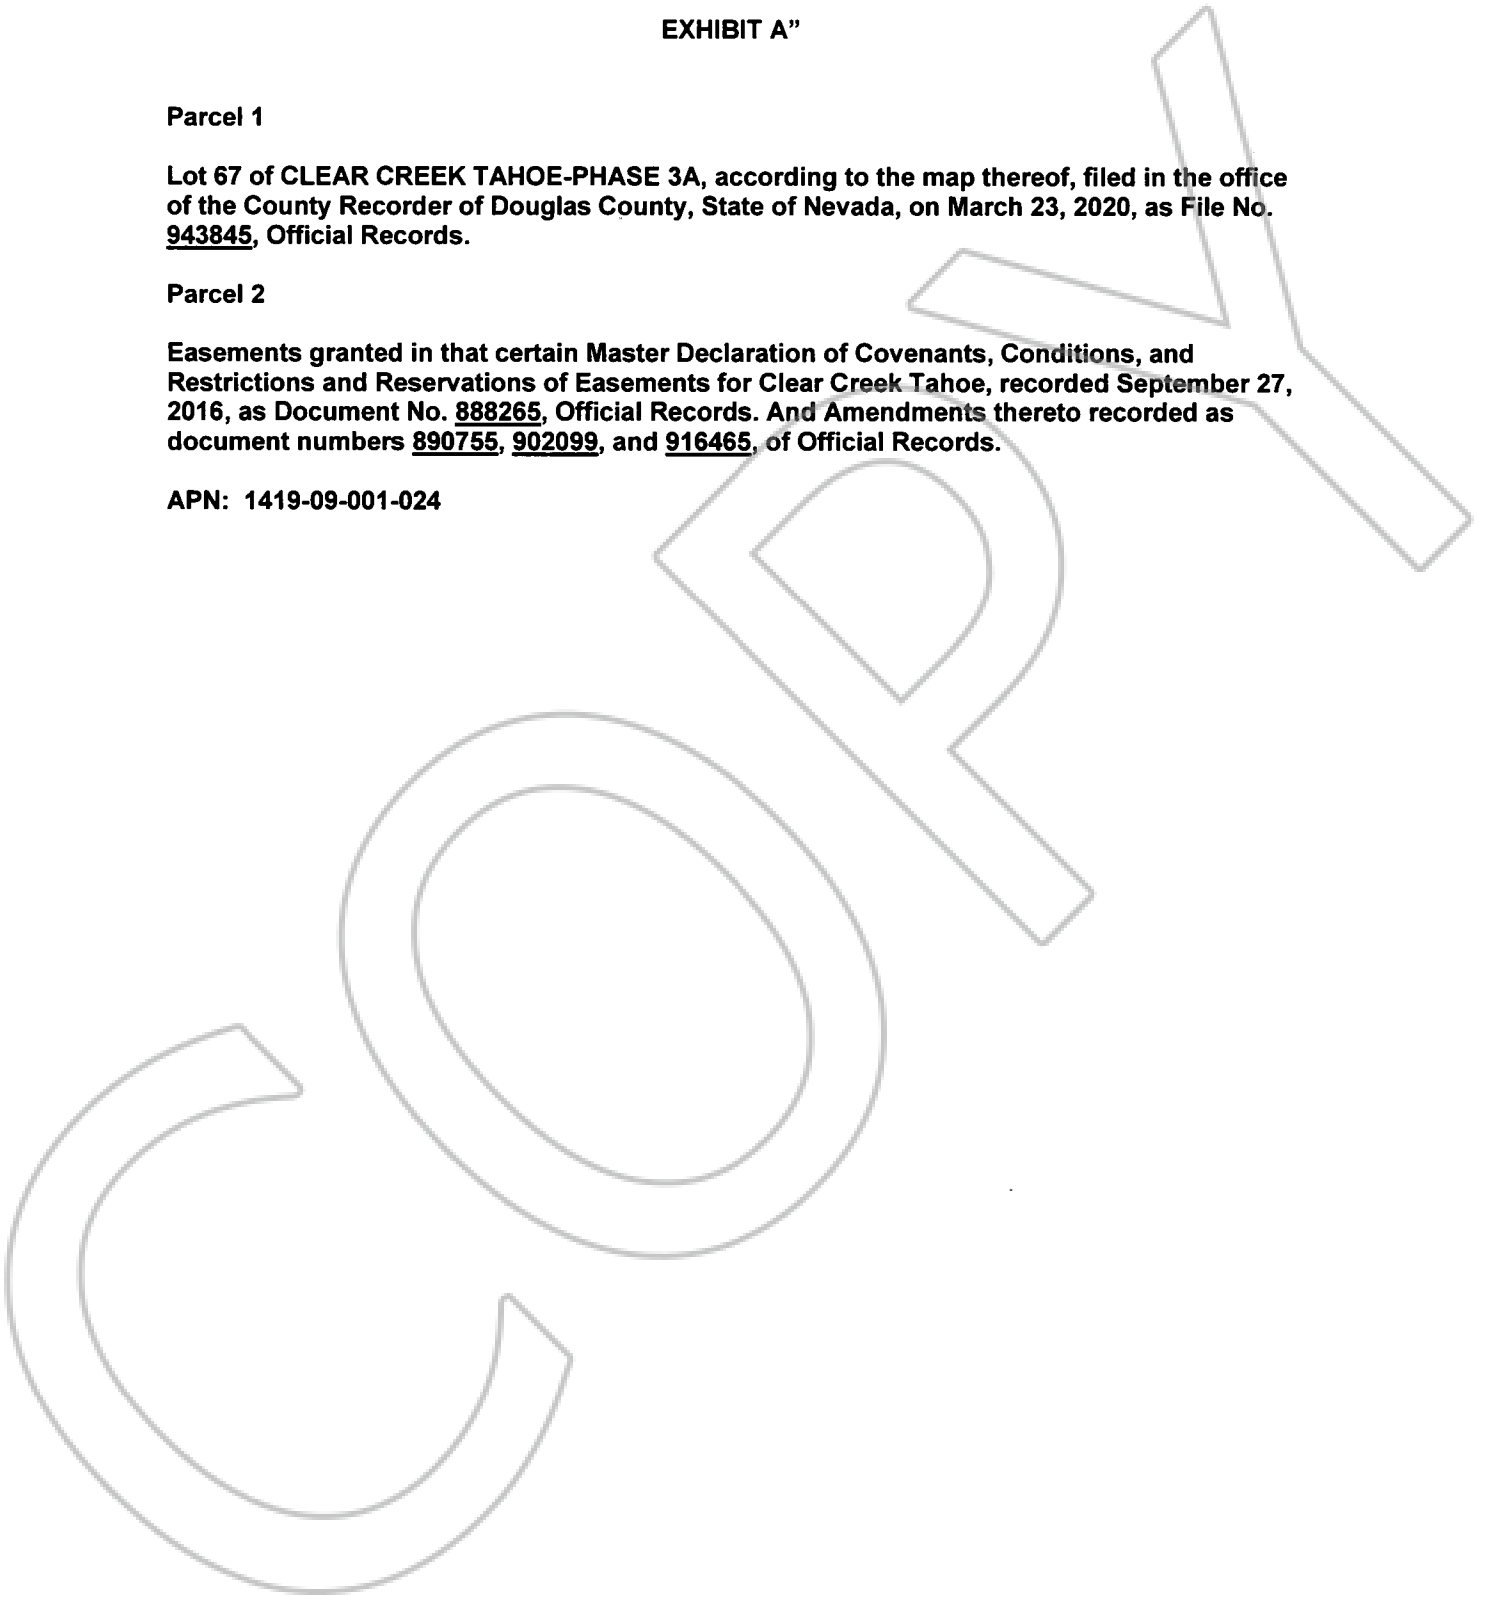 EXHIBIT A”
Parcel 1
Lot 67 of CLEAR CREEK TAHOE-PHASE 3A, according to the map thereof, filed in the office
of the County Recorder of Douglas County, State of Nevada, on March 23, 2020, as File No.
943845, Official Records.
Parcel 2
Easements granted in that certain Master Declaration of Covenants, Conditions, and
Restrictions and Reservations of Easements for Clear Creek Tahoe, recorded September 27,
2016, as Document No. 888265, Official Records. And Amendments thereto recorded as
document numbers 890755, 902099, and 916465, of Official Records.
APN: 1419-09-001-024
COPY